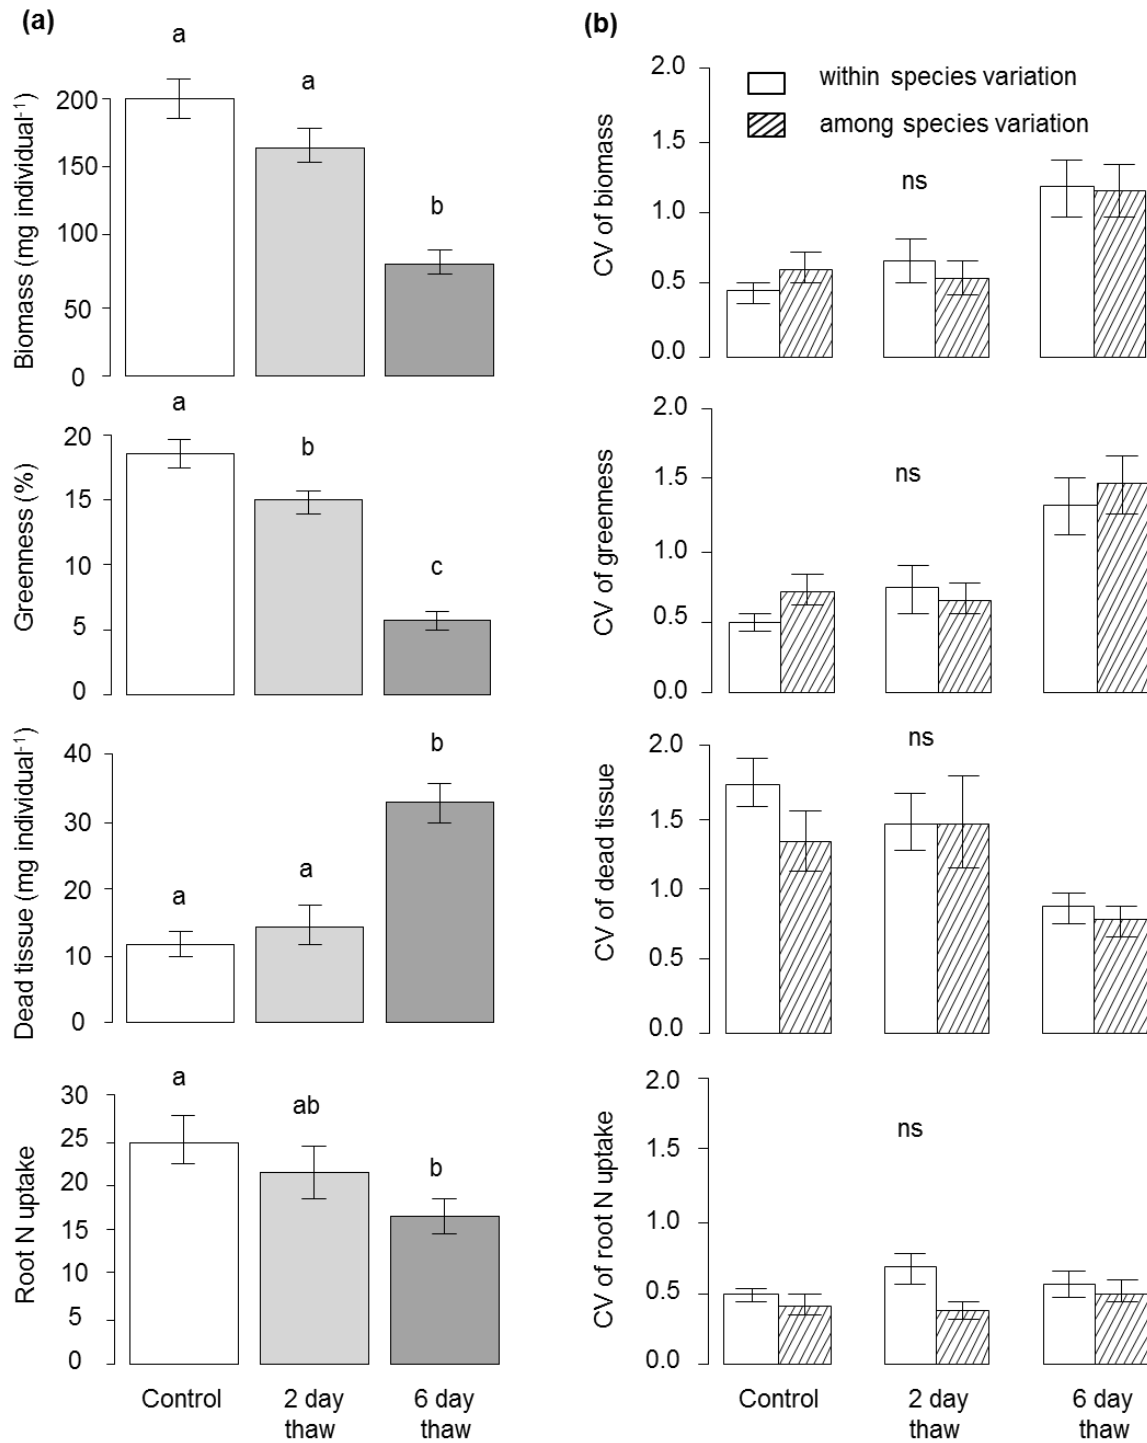 (a)
(b)
a
a
b
200
150
100
50
0
Biomass (mg individual-1)
2.0
1.5
1.0
0.5
0.0
CV of biomass
within species variation
among species variation
ns
a
b
c
20
15
10
5
0
Greenness (%)
2.0
1.5
1.0
0.5
0.0
CV of greenness
ns
a
a
b
40
30
20
10
0
Dead tissue (mg individual-1)
2.0
1.5
1.0
0.5
0.0
CV of dead tissue
ns
a
ab
b
30
25
20
15
10
5
0
Root N uptake
Control
2 day
thaw
6 day
thaw
2.0
1.5
1.0
0.5
0.0
CV of root N uptake
ns
Control
2 day
thaw
6 day
thaw